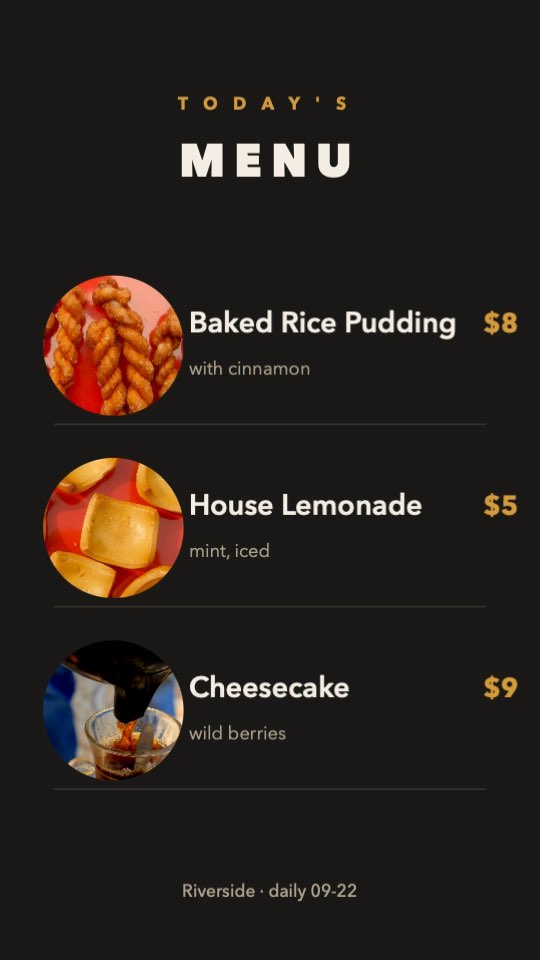 TODAY'S
MENU
Baked Rice Pudding $8
with cinnamon
House Lemonade $5
mint, iced
Cheesecake $9
wild berries
Riverside · daily 09-22